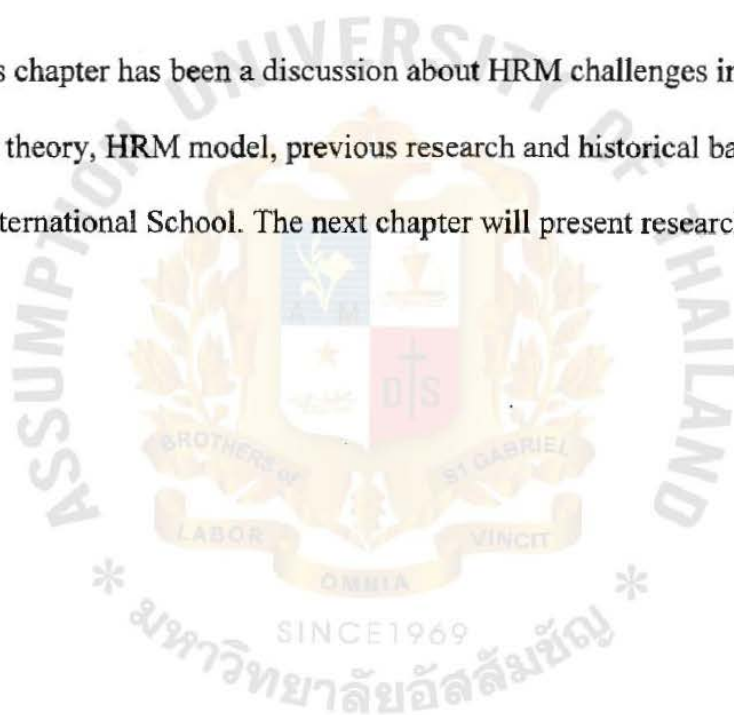 s chapter has been a discussion about HRM challenges in
theory, HRM model, previous research and historical ba
ternational School. The next chapter will present research
ASSUMPTION UNIVERSITY OF THAILAND
A M
D S
BROTHERS of ST GABRIEL
LABOR VINCIT
OMNIA
SINCE1969
* มหาวิทยาลัยอัสสัมชัญ *